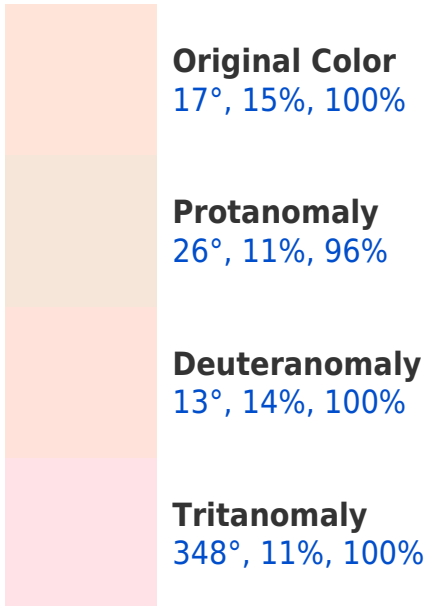 Original Color
17°, 15%, 100%
Protanomaly
26°, 11%, 96%
Deuteranomaly
13°, 14%, 100%
Tritanomaly
348°, 11%, 100%